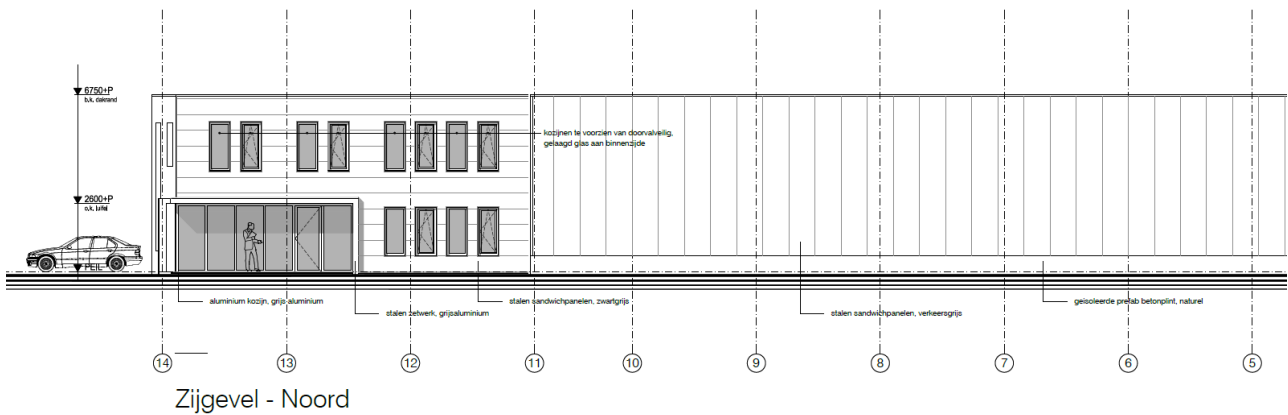 6750+P
b.k. dakrand
kozijnen te voorzien van doorvalveilig,
gelaagd glas aan binnenzijde
2600+P
o.k. luifel
PEIL
aluminium kozijn, grijs-aluminium
stalen zetwerk, grijsaluminium
stalen sandwichpanelen, zwartgrijs
stalen sandwichpanelen, verkeersgrijs
geisoleerde prefab betonplint, naturel
14
13
12
11
10
9
8
7
6
5
Zijgevel - Noord